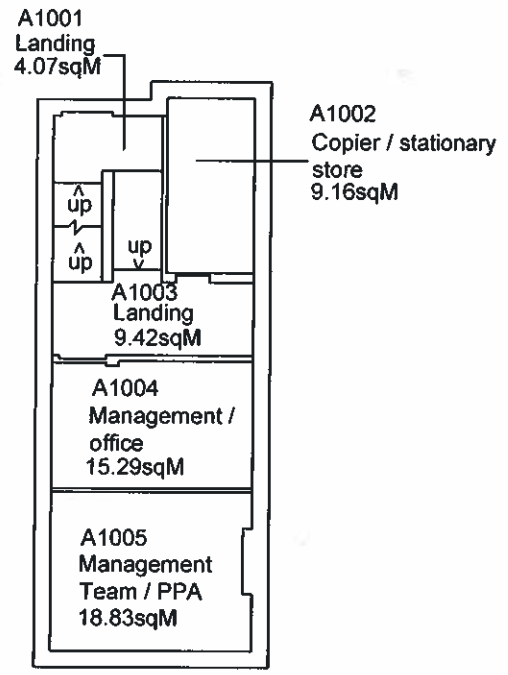 A1001
Landing
4.07sqM
A1002
Copier / stationary
store
9.16sqM
up
up
up
A1003
Landing
9.42sqM
A1004
Management /
office
15.29sqM
A1005
Management
Team / PPA
18.83sqM